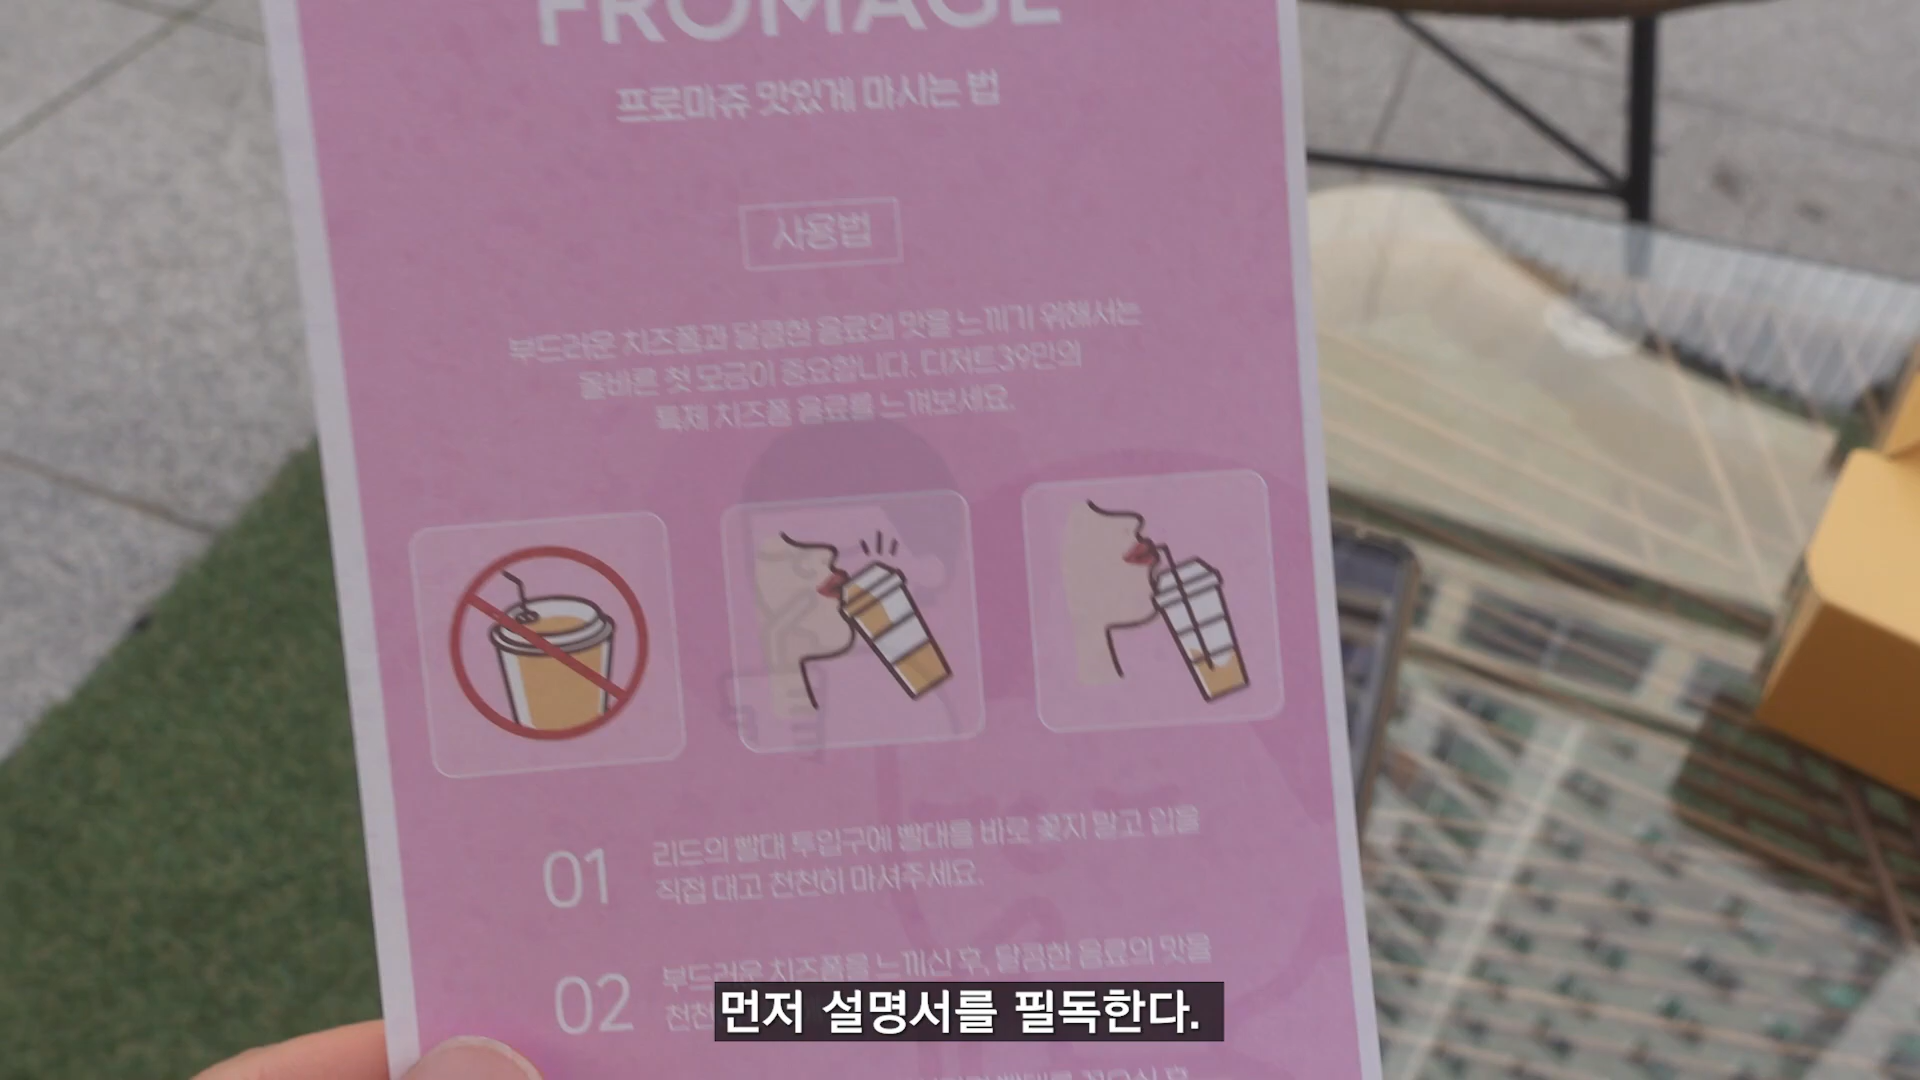 FROMAGE
프로마쥬 맛있게 마시는 법
사용법
부드러운 치즈폼과 달콤한 음료의 맛을 느끼기 위해서는
올바른 첫 모금이 중요합니다. 디저트39만의
특제 치즈폼 음료를 느껴보세요.
01 리드의 빨대 투입구에 빨대를 바로 꽂지 말고 입을
직접 대고 천천히 마셔주세요.
02 부드러운 치즈폼을 느끼신 후, 달콤한 음료의 맛을
천천
먼저 설명서를 필독한다.